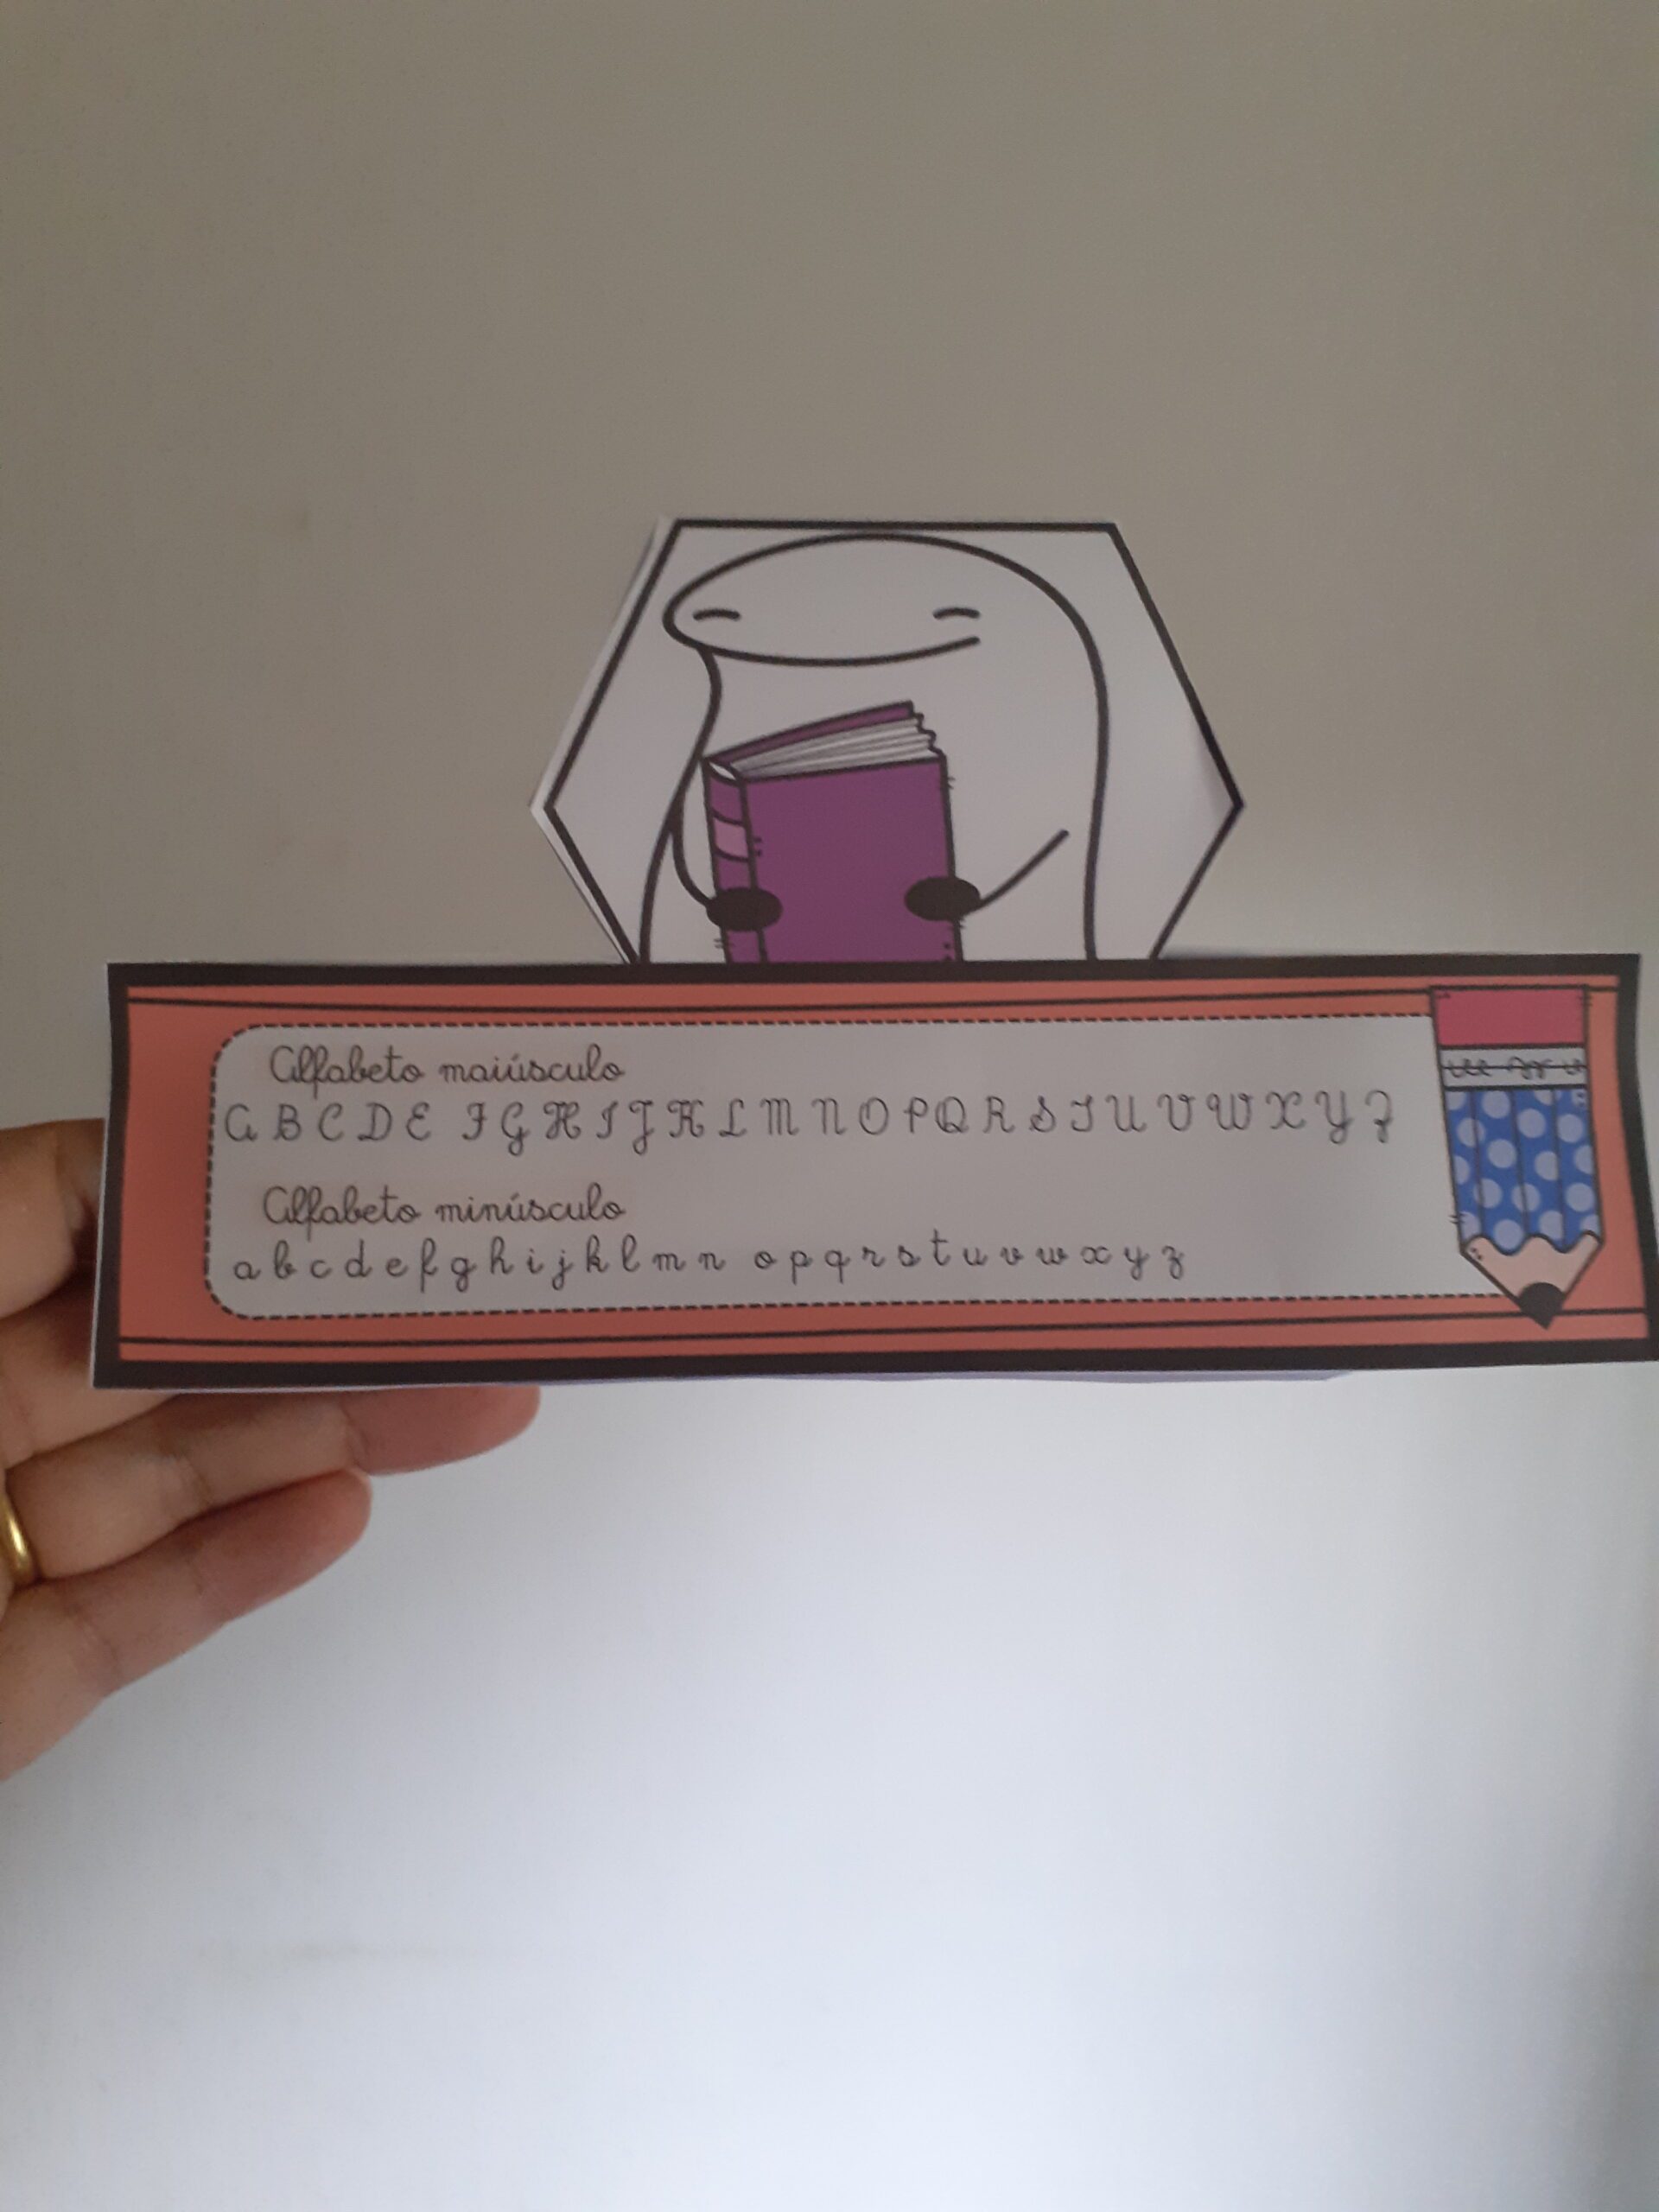 Alfabeto maiúsculo
A B C D E F G H I J K L M N O P Q R S T U V W X Y Z
Alfabeto minúsculo
a b c d e f g h i j k l m n o p q r s t u v w x y z